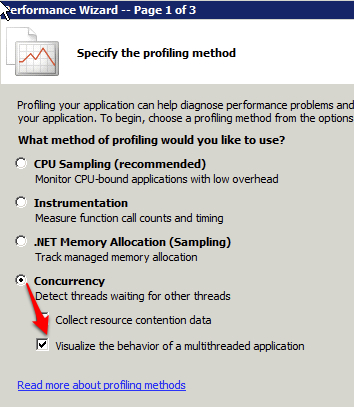 Performance Wizard -- Page 1 of 3
Specify the profiling method
Profiling your application can help diagnose performance problems and
your application. To begin, choose a profiling method from the options
What method of profiling would you like to use?
CPU Sampling (recommended)
Monitor CPU-bound applications with low overhead
Instrumentation
Measure function call counts and timing
.NET Memory Allocation (Sampling)
Track managed memory allocation
Concurrency
Detect threads waiting for other threads
Collect resource contention data
Visualize the behavior of a multithreaded application
Read more about profiling methods